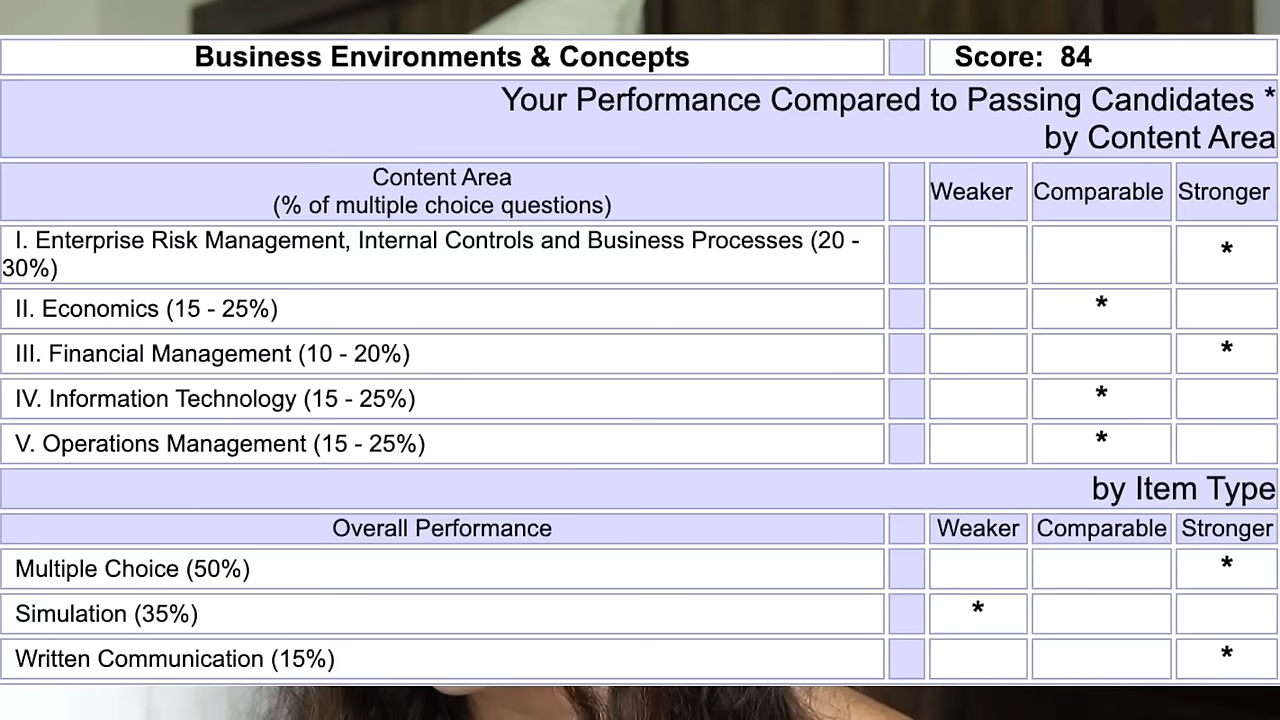 Business Environments & Concepts Score: 84
Your Performance Compared to Passing Candidates *
by Content Area
Content Area
(% of multiple choice questions)
Weaker Comparable Stronger
I. Enterprise Risk Management, Internal Controls and Business Processes (20 -
30%) *
II. Economics (15 - 25%) *
III. Financial Management (10 - 20%) *
IV. Information Technology (15 - 25%) *
V. Operations Management (15 - 25%) *
by Item Type
Overall Performance Weaker Comparable Stronger
Multiple Choice (50%) *
Simulation (35%) *
Written Communication (15%) *